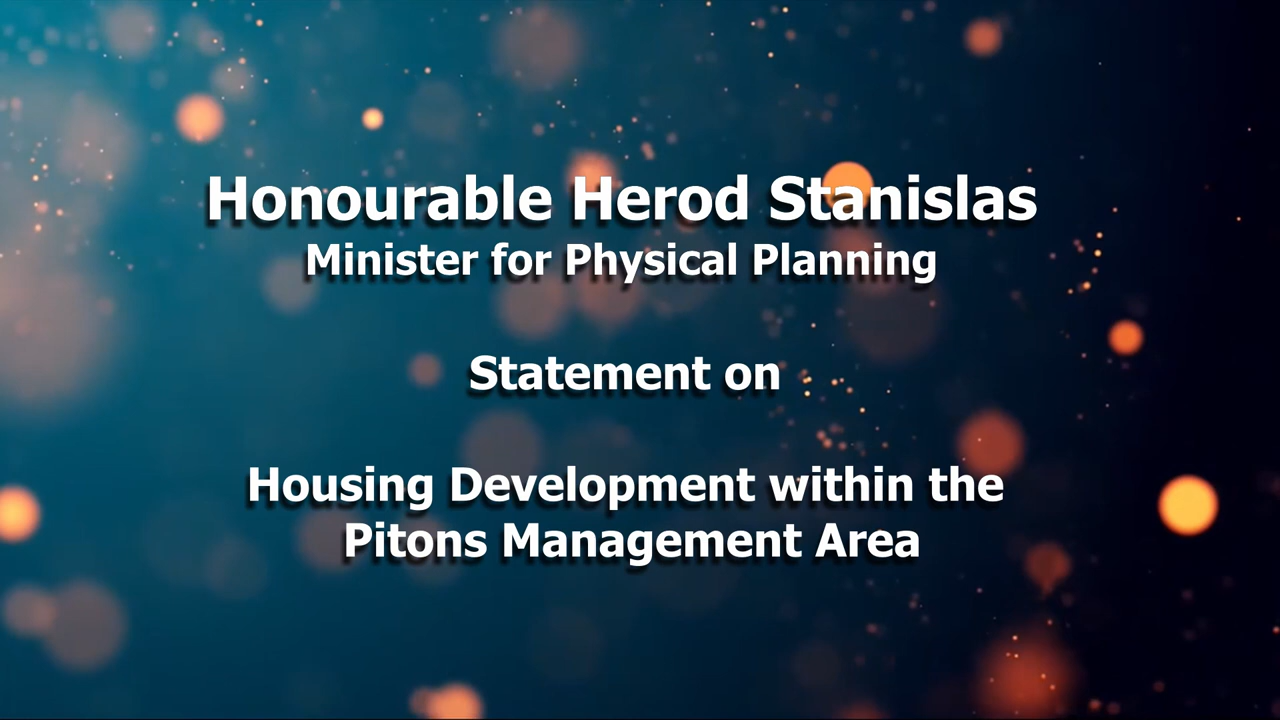 Honourable Herod Stanislas
Minister for Physical Planning
Statement on
Housing Development within the
Pitons Management Area